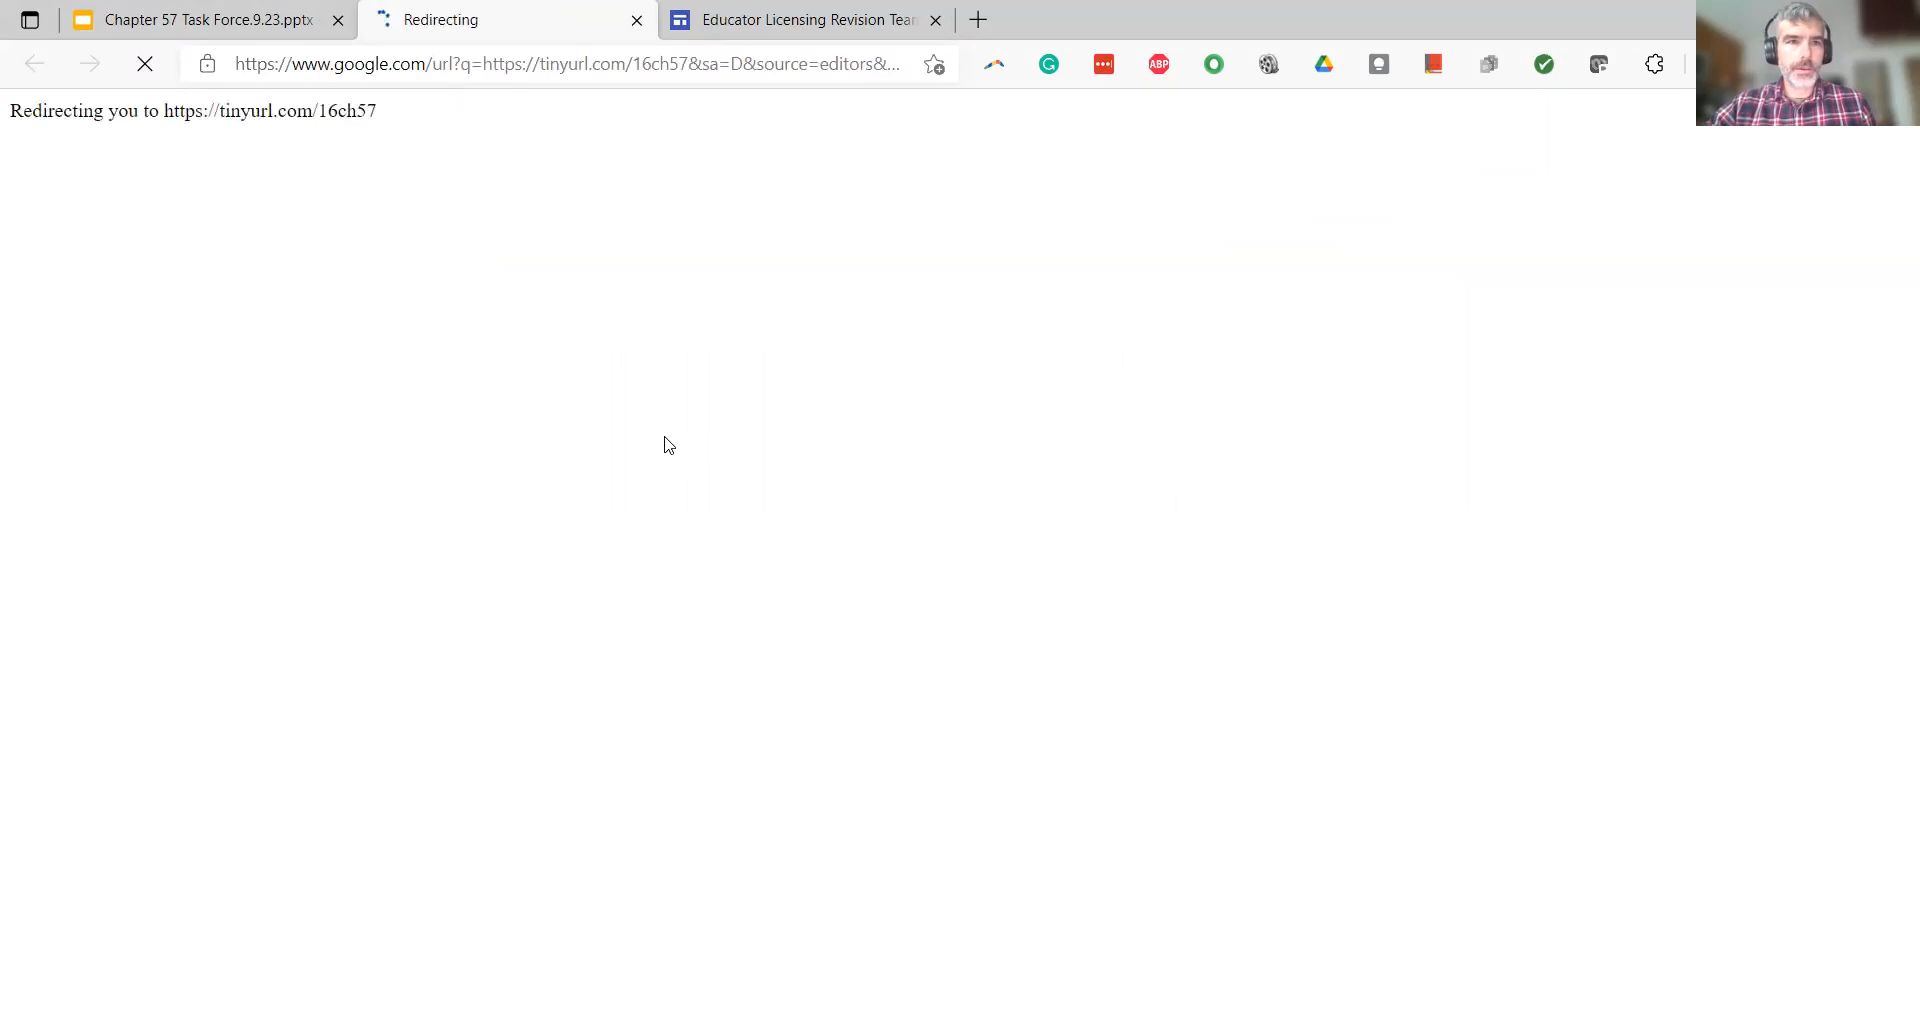 Chapter 57 Task Force.9.23.pptx
Redirecting
Educator Licensing Revision Tean
https://www.google.com/url?q=https://tinyurl.com/16ch57&sa=D&source=editors&...
ABP
Redirecting you to https://tinyurl.com/16ch57